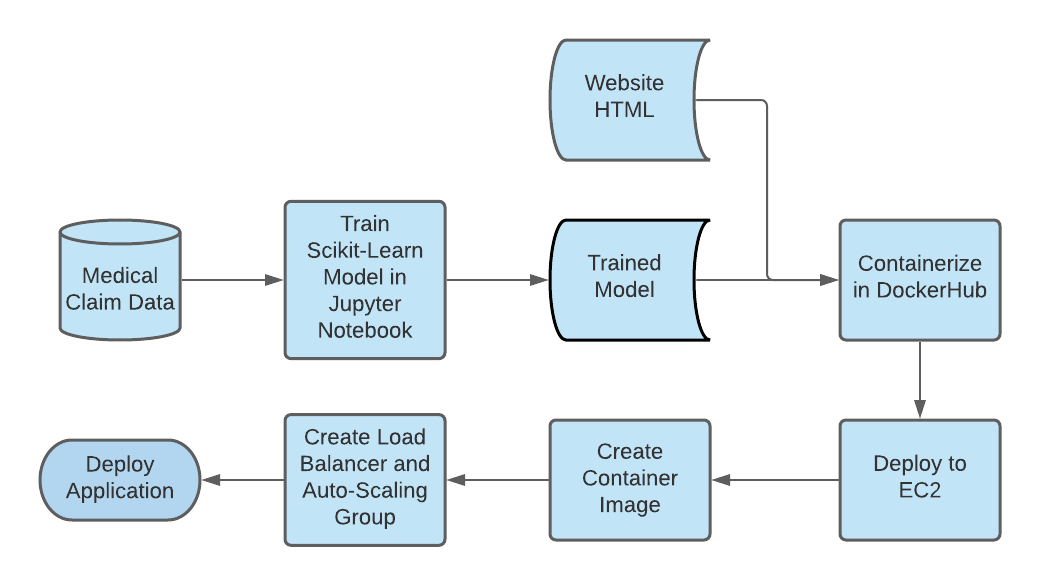 Website
HTML
Medical
Claim Data
Train
Scikit-Learn
Model in
Jupyter
Notebook
Trained
Model
Containerize
in DockerHub
Deploy to
EC2
Create
Container
Image
Create Load
Balancer and
Auto-Scaling
Group
Deploy
Application